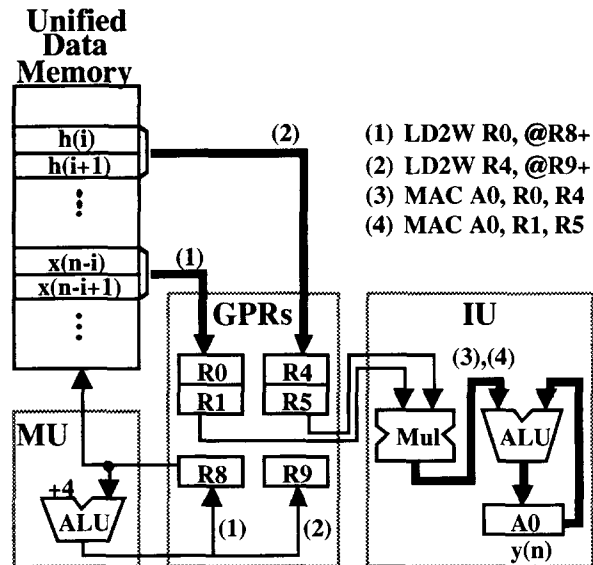 Unified
Data
Memory
h(i)
h(i+1)
x(n-i)
x(n-i+1)
(2)
(1)
(1) LD2W R0, @R8+
(2) LD2W R4, @R9+
(3) MAC A0, R0, R4
(4) MAC A0, R1, R5
GPRs
R0
R1
R4
R5
R8
R9
(1)
(2)
MU
+4
ALU
IU
(3),(4)
Mul
ALU
A0
y(n)